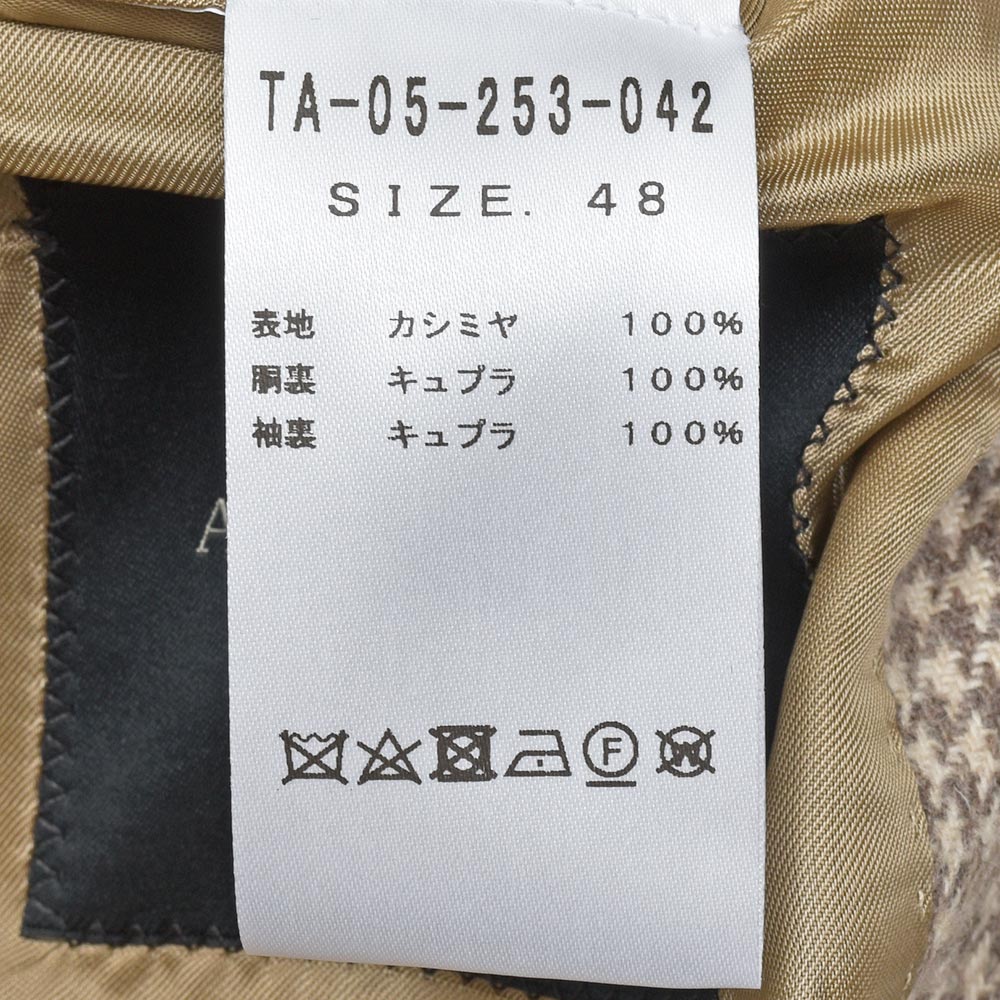 TA-05-253-042
SIZE. 48
表地 カシミヤ 100%
胴裏 キュプラ 100%
袖裏 キュプラ 100%
A
F W